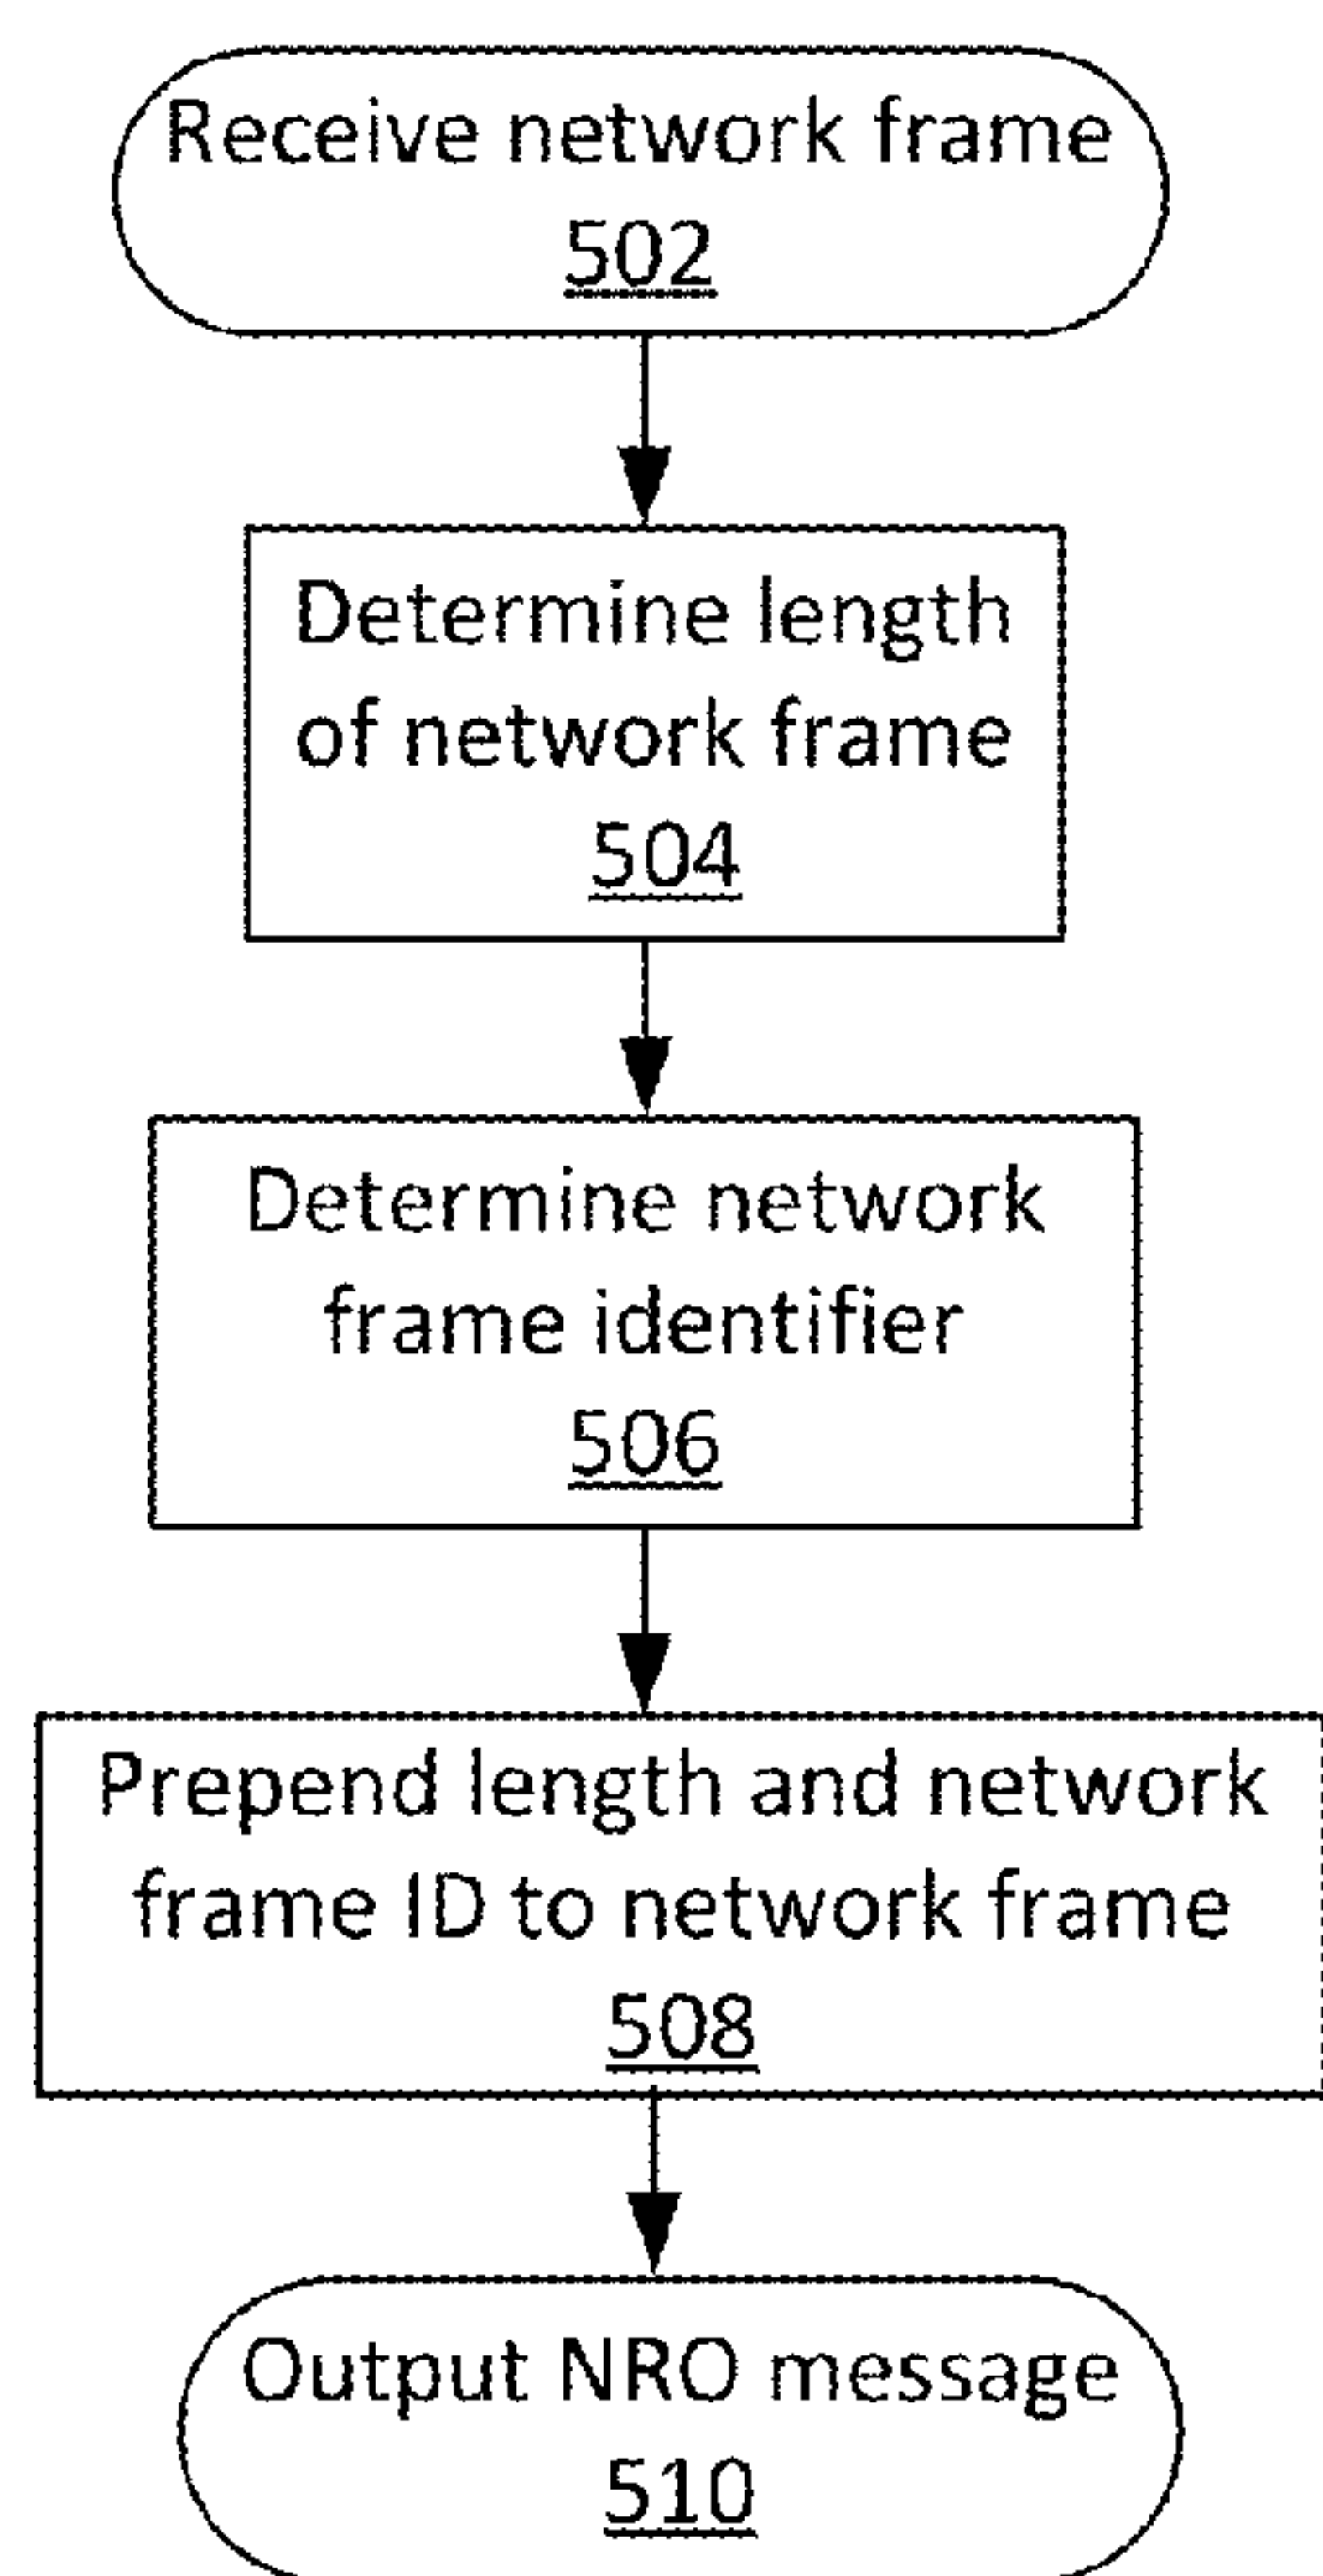 Receive network frame
502
Determine length
of network frame
504
Determine network
frame identifier
506
Prepend length and network
frame ID to network frame
508
Output NRO message
510